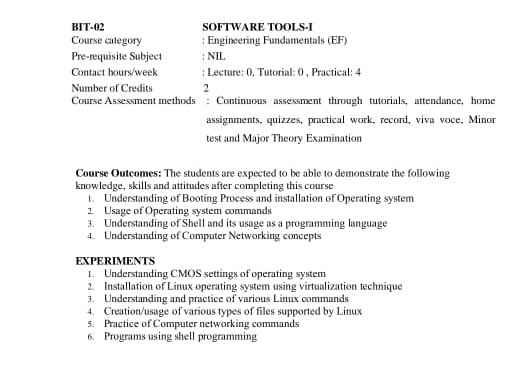 BIT-02 SOFTWARE TOOLS-I
Course category : Engineering Fundamentals (EF)
Pre-requisite Subject : NIL
Contact hours/week : Lecture: 0, Tutorial: 0 , Practical: 4
Number of Credits 2
Course Assessment methods : Continuous assessment through tutorials, attendance, home
assignments, quizzes, practical work, record, viva voce, Minor
test and Major Theory Examination
Course Outcomes: The students are expected to be able to demonstrate the following
knowledge, skills and attitudes after completing this course
1. Understanding of Booting Process and installation of Operating system
2. Usage of Operating system commands
3. Understanding of Shell and its usage as a programming language
4. Understanding of Computer Networking concepts
EXPERIMENTS
1. Understanding CMOS settings of operating system
2. Installation of Linux operating system using virtualization technique
3. Understanding and practice of various Linux commands
4. Creation/usage of various types of files supported by Linux
5. Practice of Computer networking commands
6. Programs using shell programming